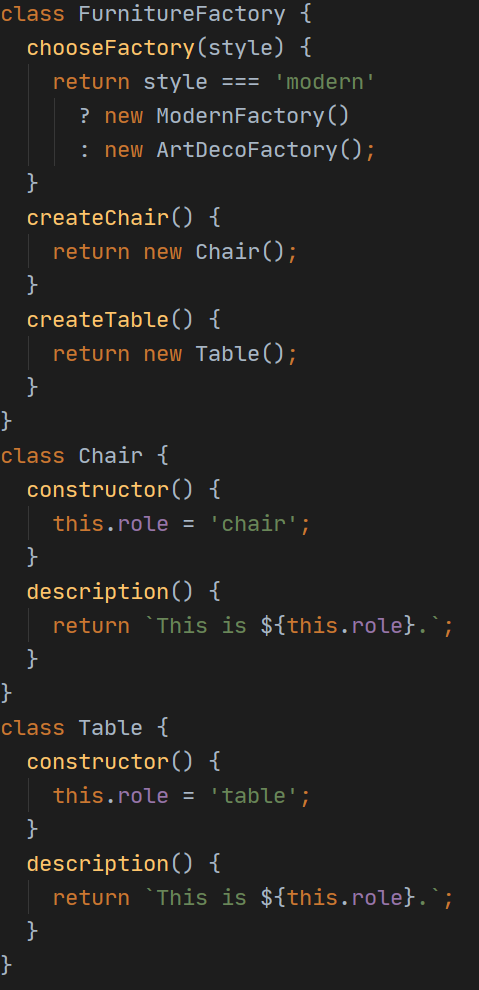 class FurnitureFactory {
  chooseFactory(style) {
    return style === 'modern'
      ? new ModernFactory()
      : new ArtDecoFactory();
  }
  createChair() {
    return new Chair();
  }
  createTable() {
    return new Table();
  }
}
class Chair {
  constructor() {
    this.role = 'chair';
  }
  description() {
    return `This is ${this.role}.`;
  }
}
class Table {
  constructor() {
    this.role = 'table';
  }
  description() {
    return `This is ${this.role}.`;
  }
}